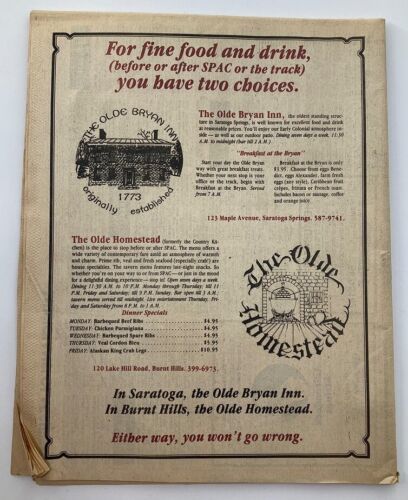 For fine food and drink,
(before or after SPAC or the track)
you have two choices.
THE OLDE BRYAN INN
1773
originally established
The Olde Bryan Inn, the oldest standing structure in Saratoga Springs, is well known for excellent food and drink
at reasonable prices. You'll enjoy our Early Colonial atmosphere inside
— as well as our outdoor patio. Dining seven days a week, 11:30
A.M. to midnight (bar till 2 A.M.)
"Breakfast at the Bryan"
Start your day the Olde Bryan
way with great breakfast treats.
Whether your next stop is your
office or the track, begin with
Breakfast at the Bryan. Served
from 7 A.M.
Breakfast at the Bryan is only
$3.95. Choose from eggs Bene-
dict, eggs Alexander, farm fresh
eggs (any style), Caribbean fruit
crêpes, fritters or French toast.
Includes bacon or sausage, coffee
and orange juice.
123 Maple Avenue, Saratoga Springs. 587-9741.
The Olde Homestead (formerly the Country Kit-
chen) is the place to stop before or after SPAC. The menu offers a
wide variety of contemporary fare amid an atmosphere of warmth
and charm. Prime rib, veal and fresh seafood (especially crab!) are
house specialties. The tavern menu features late-night snacks. So
whether you're on your way to or from SPAC — or just in the mood
for a delightful dining experience — stop in! Open seven days a week.
Dining 11:30 A.M. to 10 P.M. Monday through Thursday; till 11
P.M. Friday and Saturday; till 9 P.M. Sunday. Bar open till 3 A.M.;
tavern menu served till midnight. Live entertainment Thursday, Fri-
day and Saturday from 8 P.M. to 1 A.M.
Dinner Specials
MONDAY: Barbequed Beef Ribs $4.95
TUESDAY: Chicken Parmigiana $4.95
WEDNESDAY: Barbequed Spare Ribs $4.95
THURSDAY: Veal Cordon Bleu $5.95
FRIDAY: Alaskan King Crab Legs $10.95
120 Lake Hill Road, Burnt Hills. 399-6973.
The Olde
Homestead
In Saratoga, the Olde Bryan Inn.
In Burnt Hills, the Olde Homestead.
Either way, you won't go wrong.